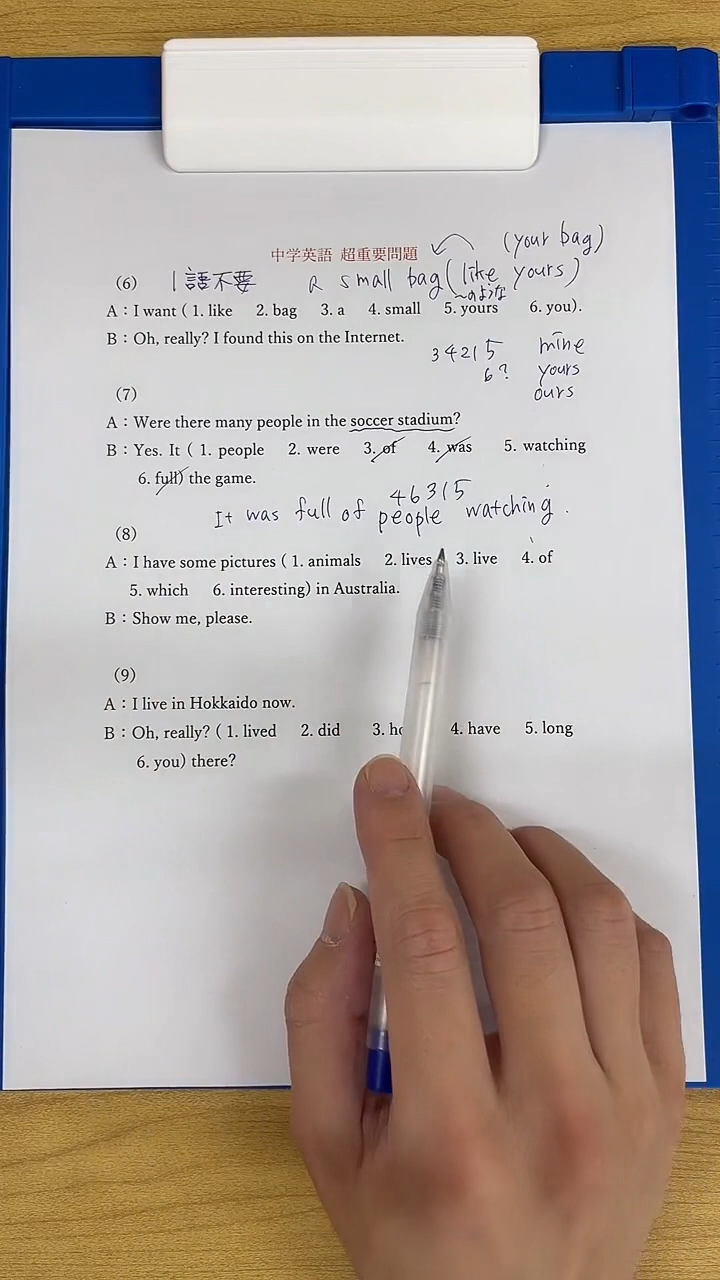 中学英語 超重要問題
(your bag)
(6) 1語不要 a small bag (like yours)
〜のような
A：I want ( 1. like 2. bag 3. a 4. small 5. yours 6. you).
B：Oh, really? I found this on the Internet.
34215 mine
6? yours
ours
(7)
A：Were there many people in the soccer stadium?
B：Yes. It ( 1. people 2. were 3. of 4. was 5. watching
6. full) the game.
46315
It was full of people watching.
(8)
A：I have some pictures ( 1. animals 2. lives 3. live 4. of
5. which 6. interesting) in Australia.
B：Show me, please.
(9)
A：I live in Hokkaido now.
B：Oh, really? ( 1. lived 2. did 3. 4. have 5. long
6. you) there?